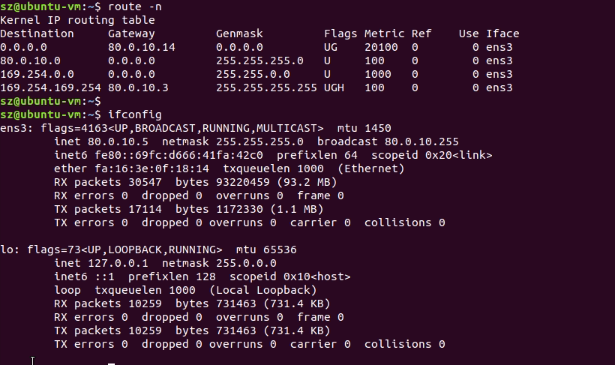 sz@ubuntu-vm:~$ route -n
Kernel IP routing table
Destination     Gateway         Genmask         Flags Metric Ref    Use Iface
0.0.0.0         80.0.10.14      0.0.0.0         UG    20100  0        0 ens3
80.0.10.0       0.0.0.0         255.255.255.0   U     100    0        0 ens3
169.254.0.0     0.0.0.0         255.255.0.0     U     1000   0        0 ens3
169.254.169.254 80.0.10.3       255.255.255.255 UGH   100    0        0 ens3
sz@ubuntu-vm:~$
sz@ubuntu-vm:~$ ifconfig
ens3: flags=4163<UP,BROADCAST,RUNNING,MULTICAST>  mtu 1450
        inet 80.0.10.5  netmask 255.255.255.0  broadcast 80.0.10.255
        inet6 fe80::69fc:d666:41fa:42c0  prefixlen 64  scopeid 0x20<link>
        ether fa:16:3e:0f:18:14  txqueuelen 1000  (Ethernet)
        RX packets 30547  bytes 93220459 (93.2 MB)
        RX errors 0  dropped 0  overruns 0  frame 0
        TX packets 17114  bytes 1172330 (1.1 MB)
        TX errors 0  dropped 0 overruns 0  carrier 0  collisions 0

lo: flags=73<UP,LOOPBACK,RUNNING>  mtu 65536
        inet 127.0.0.1  netmask 255.0.0.0
        inet6 ::1  prefixlen 128  scopeid 0x10<host>
        loop  txqueuelen 1000  (Local Loopback)
        RX packets 10259  bytes 731463 (731.4 KB)
        RX errors 0  dropped 0  overruns 0  frame 0
        TX packets 10259  bytes 731463 (731.4 KB)
        TX errors 0  dropped 0 overruns 0  carrier 0  collisions 0